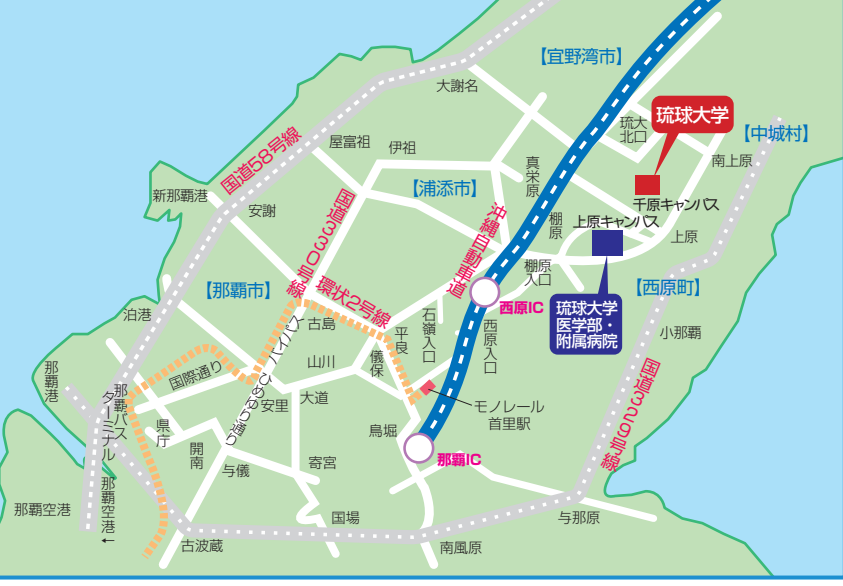 【宜野湾市】
大謝名
琉球大学
琉大
北口
【中城村】
国道58号線
屋富祖
伊祖
真栄原
南上原
新那覇港
【浦添市】
千原キャンパス
安謝
国道330号線
沖縄自動車道
棚原
上原キャンパス
上原
棚原
入口
【那覇市】
環状2号線
【西原町】
西原IC
琉球大学
医学部・
附属病院
泊港
バイパス
古島
平良
石嶺入口
西原入口
小那覇
那覇港
国際通り
山川
儀保
国道329号線
那覇バス
ターミナル
ひめゆり通り
安里
大道
モノレール
首里駅
県庁
開南
鳥堀
与儀
寄宮
那覇IC
那覇空港
那覇空港↓
国場
与那原
古波蔵
南風原